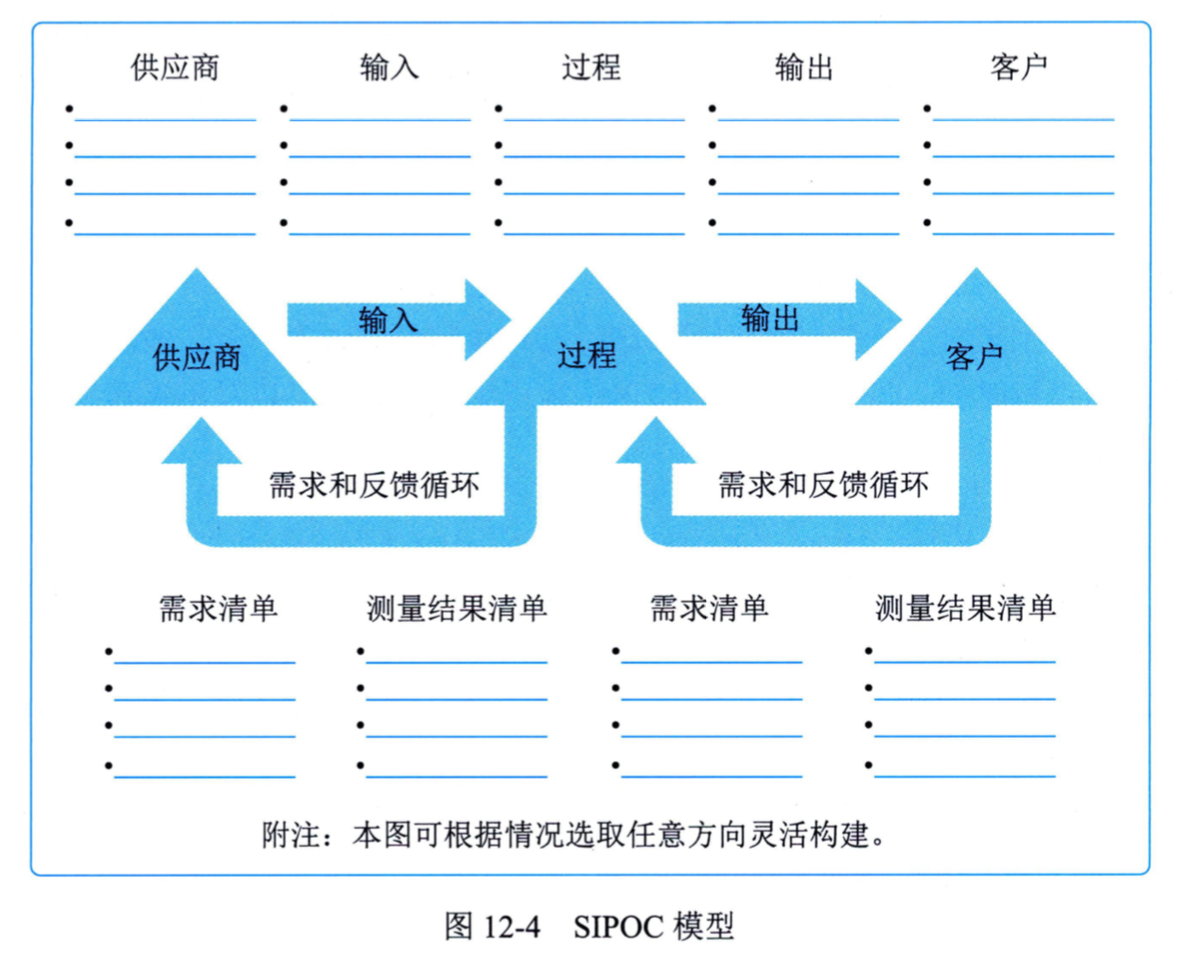 供应商 输入 过程 输出 客户
输入 输出
供应商 过程 客户
需求和反馈循环 需求和反馈循环
需求清单 测量结果清单 需求清单 测量结果清单
附注：本图可根据情况选取任意方向灵活构建。
图 12-4 SIPOC 模型